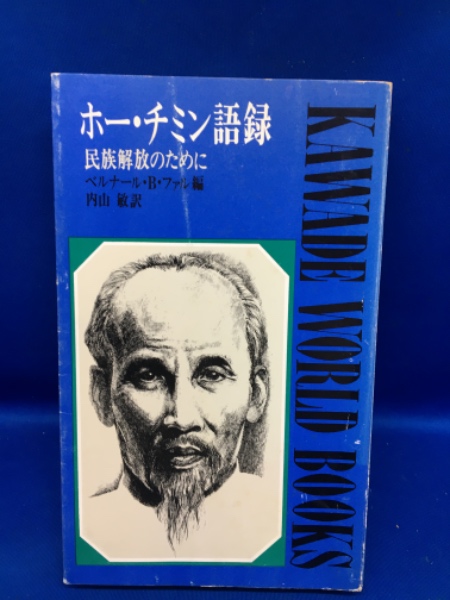 ホー・チミン語録
民族解放のために
ベルナール・B・ファル編
内山 敏訳
KAWADE WORLD BOOKS